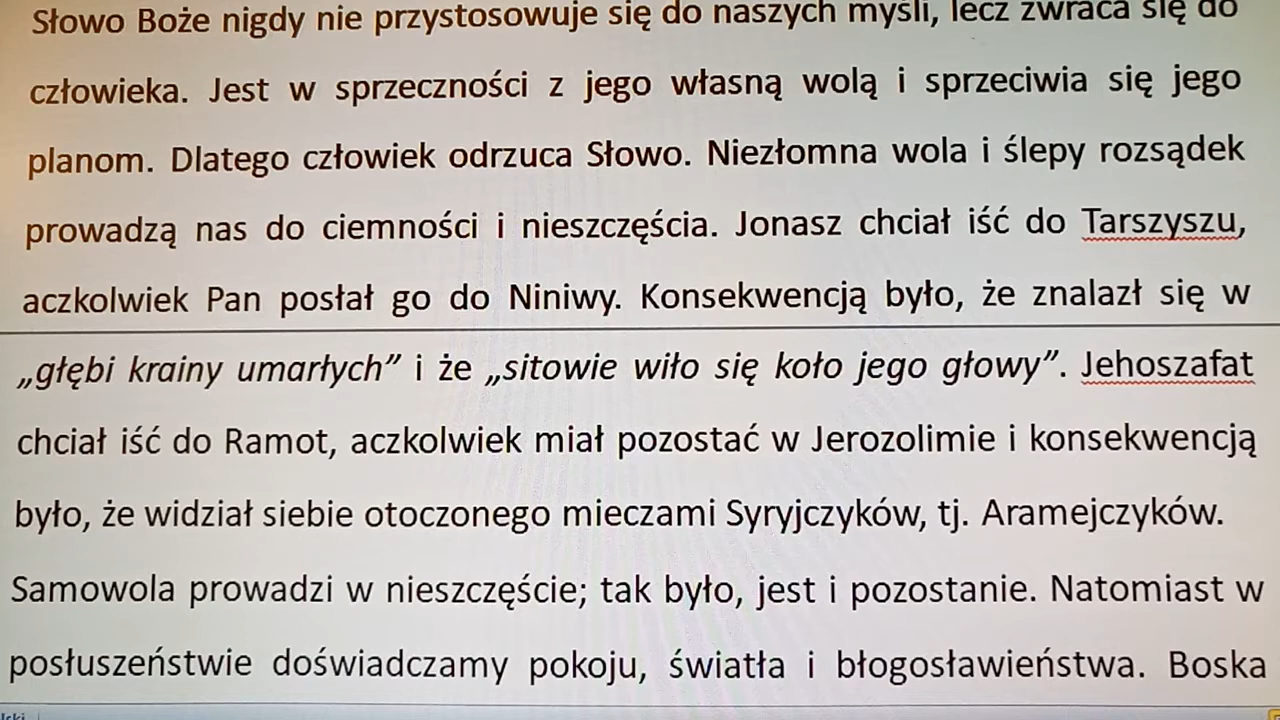 Słowo Boże nigdy nie przystosowuje się do naszych myśli, lecz zwraca się do
człowieka. Jest w sprzeczności z jego własną wolą i sprzeciwia się jego
planom. Dlatego człowiek odrzuca Słowo. Niezłomna wola i ślepy rozsądek
prowadzą nas do ciemności i nieszczęścia. Jonasz chciał iść do Tarszyszu,
aczkolwiek Pan posłał go do Niniwy. Konsekwencją było, że znalazł się w
„głębi krainy umarłych” i że „sitowie wiło się koło jego głowy”. Jehoszafat
chciał iść do Ramot, aczkolwiek miał pozostać w Jerozolimie i konsekwencją
było, że widział siebie otoczonego mieczami Syryjczyków, tj. Aramejczyków.
Samowola prowadzi w nieszczęście; tak było, jest i pozostanie. Natomiast w
posłuszeństwie doświadczamy pokoju, światła i błogosławieństwa. Boska